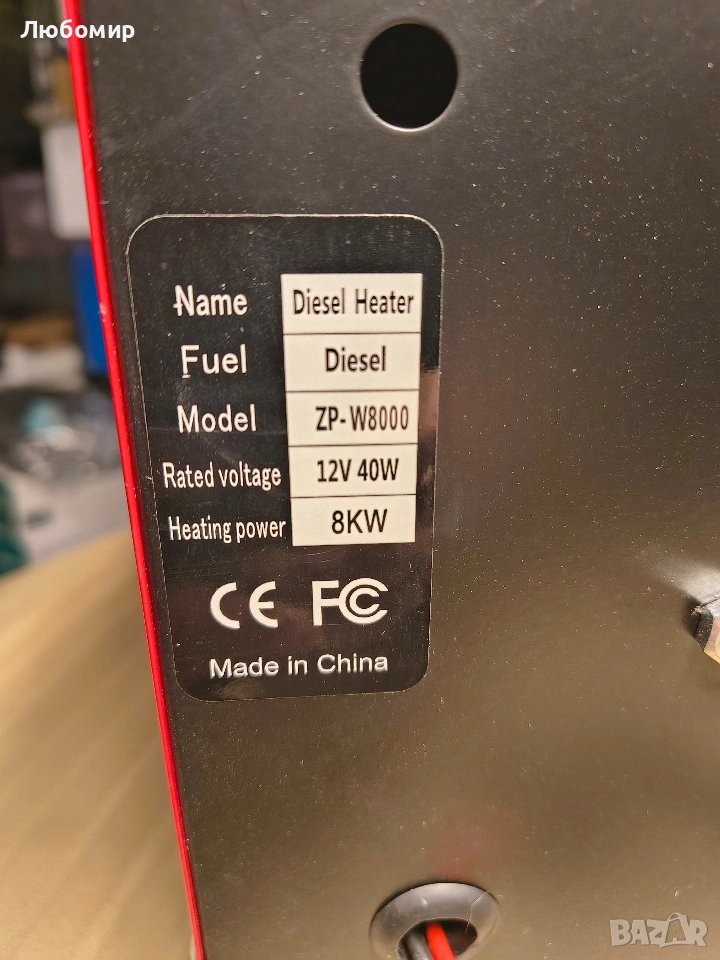 Любомир
Name Diesel Heater
Fuel Diesel
Model ZP-W8000
Rated voltage 12V 40W
Heating power 8KW
CE FC
Made in China
BAZAR